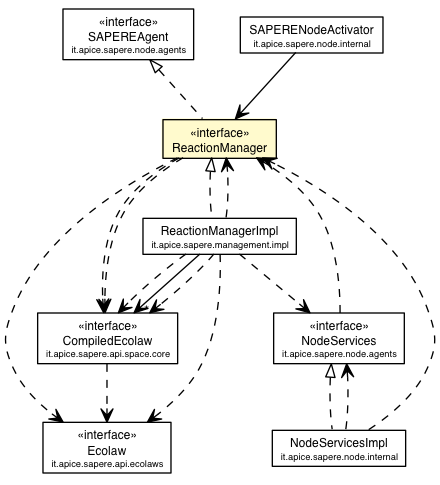 «interface»
SAPEREAgent
it.apice.sapere.node.agents
SAPERENodeActivator
it.apice.sapere.node.internal
«interface»
ReactionManager
ReactionManagerImpl
it.apice.sapere.management.impl
«interface»
CompiledEcolaw
it.apice.sapere.api.space.core
«interface»
NodeServices
it.apice.sapere.node.agents
«interface»
Ecolaw
it.apice.sapere.api.ecolaws
NodeServicesImpl
it.apice.sapere.node.internal